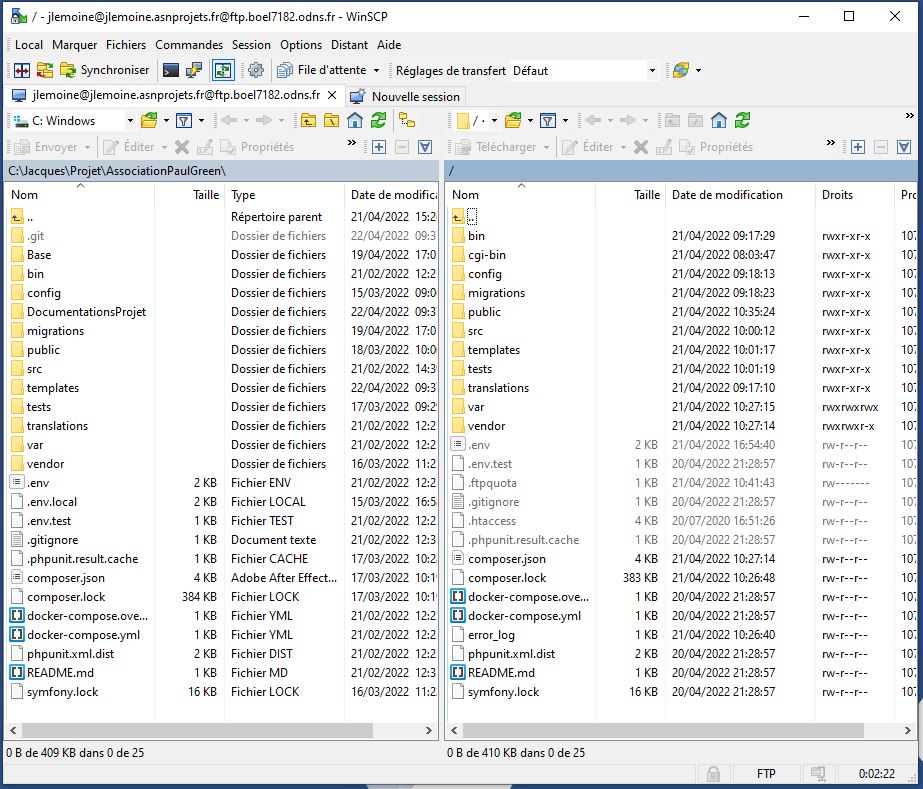 / - jlemoine@jlemoine.asnprojets.fr@ftp.boel7182.odns.fr - WinSCP
Local Marquer Fichiers Commandes Session Options Distant Aide
Synchroniser File d'attente Réglages de transfert Défaut
jlemoine@jlemoine.asnprojets.fr@ftp.boel7182.odns.fr Nouvelle session
C: Windows
Envoyer Éditer Propriétés
C:\Jacques\Projet\AssociationPaulGreen\
Nom Taille Type Date de modifica
.. Répertoire parent 21/04/2022 15:2
.git Dossier de fichiers 22/04/2022 09:3
Base Dossier de fichiers 19/04/2022 17:0
bin Dossier de fichiers 21/02/2022 12:2
config Dossier de fichiers 15/03/2022 09:0
DocumentationsProjet Dossier de fichiers 22/04/2022 09:3
migrations Dossier de fichiers 19/04/2022 17:0
public Dossier de fichiers 18/03/2022 10:0
src Dossier de fichiers 21/02/2022 14:3
templates Dossier de fichiers 22/04/2022 09:3
tests Dossier de fichiers 17/03/2022 09:2
translations Dossier de fichiers 21/02/2022 12:2
var Dossier de fichiers 21/02/2022 12:2
vendor Dossier de fichiers 16/03/2022 11:2
.env 2 KB Fichier ENV 21/02/2022 12:2
.env.local 2 KB Fichier LOCAL 15/03/2022 16:5
.env.test 1 KB Fichier TEST 21/02/2022 12:2
.gitignore 1 KB Document texte 21/02/2022 12:3
.phpunit.result.cache 1 KB Fichier CACHE 17/03/2022 10:2
composer.json 4 KB Adobe After Effect... 17/03/2022 10:1
composer.lock 384 KB Fichier LOCK 17/03/2022 10:1
docker-compose.ove... 1 KB Fichier YML 21/02/2022 12:2
docker-compose.yml 1 KB Fichier YML 21/02/2022 12:2
phpunit.xml.dist 2 KB Fichier DIST 21/02/2022 12:2
README.md 1 KB Fichier MD 21/02/2022 12:3
symfony.lock 16 KB Fichier LOCK 16/03/2022 11:2
0 B de 409 KB dans 0 de 25
/
Télécharger Éditer Propriétés
/
Nom Taille Date de modification Droits Prc
..
bin 21/04/2022 09:17:29 rwxr-xr-x 107
cgi-bin 21/04/2022 08:03:47 rwxr-xr-x 107
config 21/04/2022 09:18:13 rwxr-xr-x 107
migrations 21/04/2022 09:18:23 rwxr-xr-x 107
public 21/04/2022 10:35:24 rwxr-xr-x 107
src 21/04/2022 10:00:12 rwxr-xr-x 107
templates 21/04/2022 10:01:17 rwxr-xr-x 107
tests 21/04/2022 10:01:19 rwxr-xr-x 107
translations 21/04/2022 09:17:10 rwxr-xr-x 107
var 21/04/2022 10:27:15 rwxrwxrwx 107
vendor 21/04/2022 10:27:14 rwxrwxr-x 107
.env 2 KB 21/04/2022 16:54:40 rw-r--r-- 107
.env.test 1 KB 20/04/2022 21:28:57 rw-r--r-- 107
.ftpquota 1 KB 21/04/2022 10:41:43 rw------- 107
.gitignore 1 KB 20/04/2022 21:28:57 rw-r--r-- 107
.htaccess 4 KB 20/07/2020 16:51:26 rw-r--r-- 107
.phpunit.result.cache 1 KB 20/04/2022 21:28:57 rw-r--r-- 107
composer.json 4 KB 21/04/2022 10:27:14 rw-r--r-- 107
composer.lock 383 KB 21/04/2022 10:26:48 rw-r--r-- 107
docker-compose.ove... 1 KB 20/04/2022 21:28:57 rw-r--r-- 107
docker-compose.yml 1 KB 20/04/2022 21:28:57 rw-r--r-- 107
error_log 1 KB 21/04/2022 10:26:40 rw-r--r-- 107
phpunit.xml.dist 2 KB 20/04/2022 21:28:57 rw-r--r-- 107
README.md 1 KB 20/04/2022 21:28:57 rw-r--r-- 107
symfony.lock 16 KB 20/04/2022 21:28:57 rw-r--r-- 107
0 B de 410 KB dans 0 de 25
FTP 0:02:22